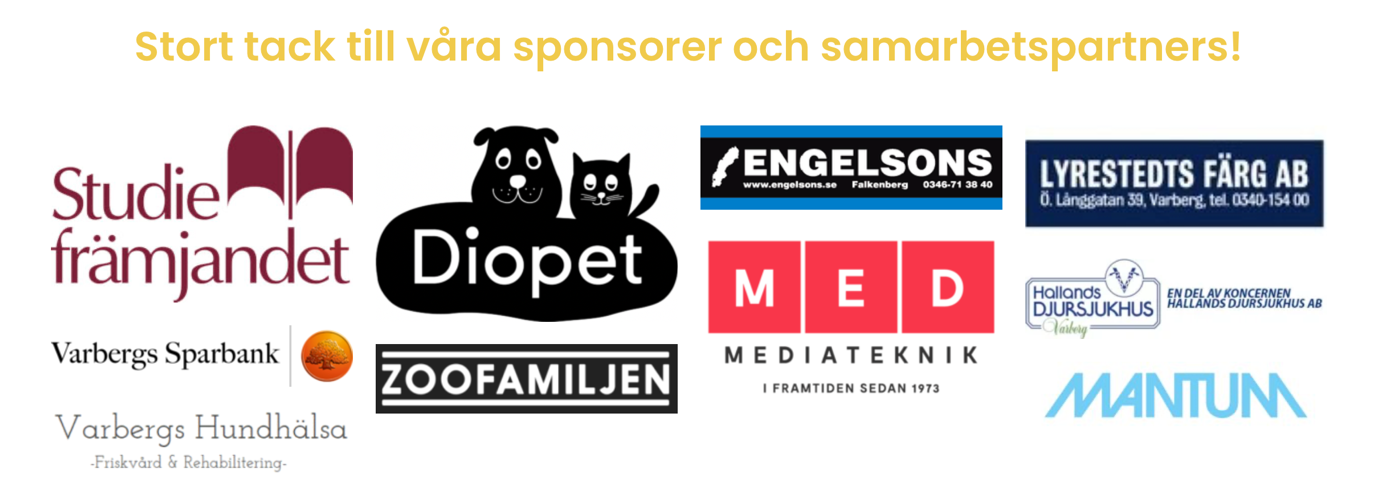 Stort tack till våra sponsorer och samarbetspartners!
Studie
främjandet
Varbergs Sparbank
Varbergs Hundhälsa
-Friskvård & Rehabilitering-
Diopet
ZOOFAMILJEN
ENGELSONS
www.engelsons.se Falkenberg 0346-71 38 40
M E D
MEDIATEKNIK
I FRAMTIDEN SEDAN 1973
LYRESTEDTS FÄRG AB
Ö. Långgatan 39, Varberg, tel. 0340-154 00
Hallands
DJURSJUKHUS
Varberg
EN DEL AV KONCERNEN
HALLANDS DJURSJUKHUS AB
MANTUM